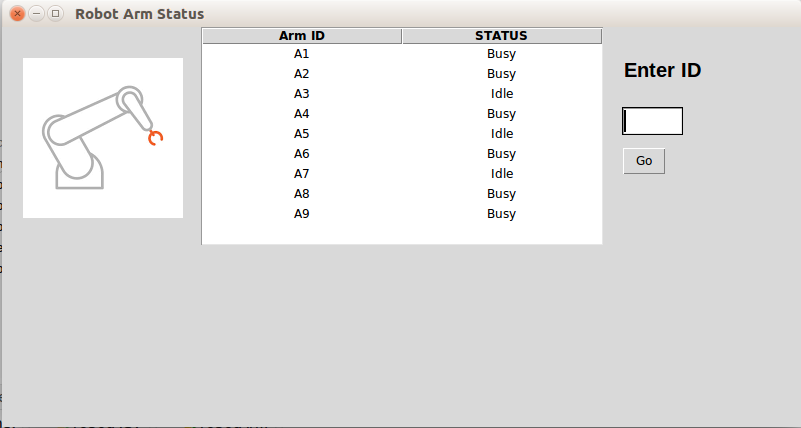 Robot Arm Status
Arm ID STATUS
A1 Busy
A2 Busy
A3 Idle
A4 Busy
A5 Idle
A6 Busy
A7 Idle
A8 Busy
A9 Busy
Enter ID
Go